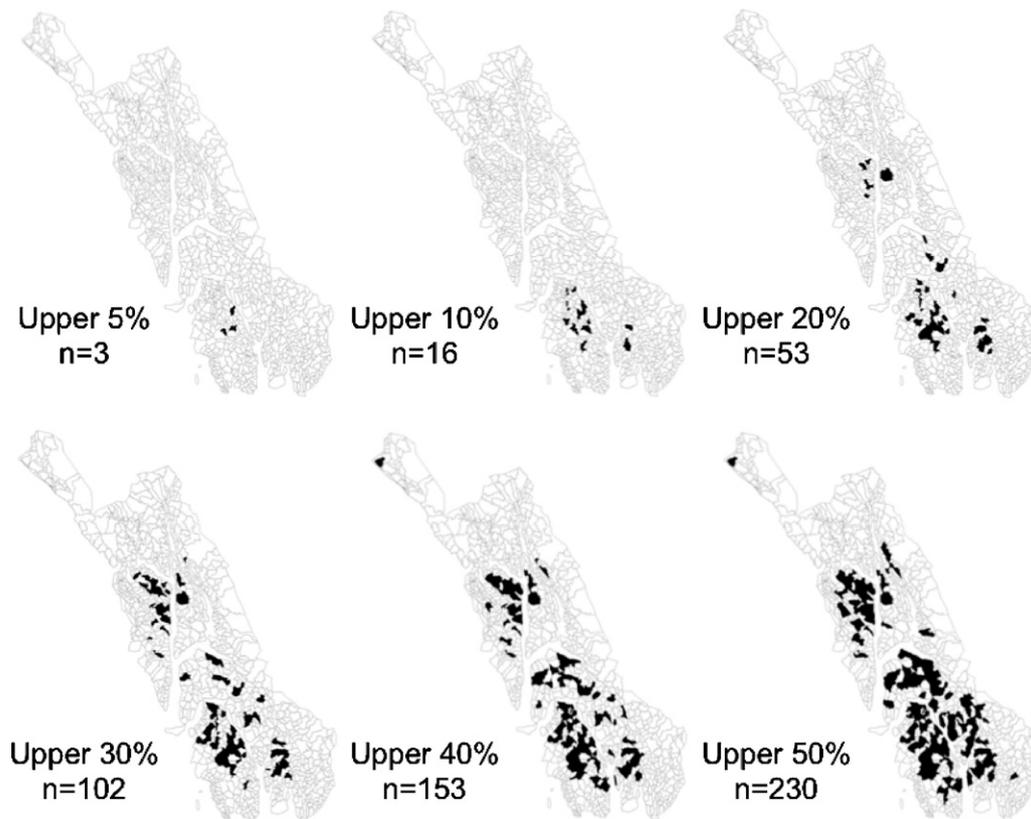 Upper 5%
n=3
Upper 10%
n=16
Upper 20%
n=53
Upper 30%
n=102
Upper 40%
n=153
Upper 50%
n=230